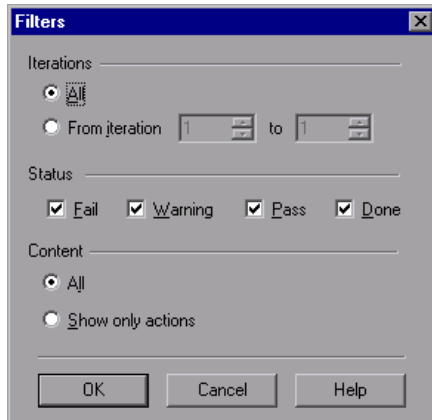 Filters
Iterations
All
From iteration 1 to 1
Status
Fail Warning Pass Done
Content
All
Show only actions
OK Cancel Help